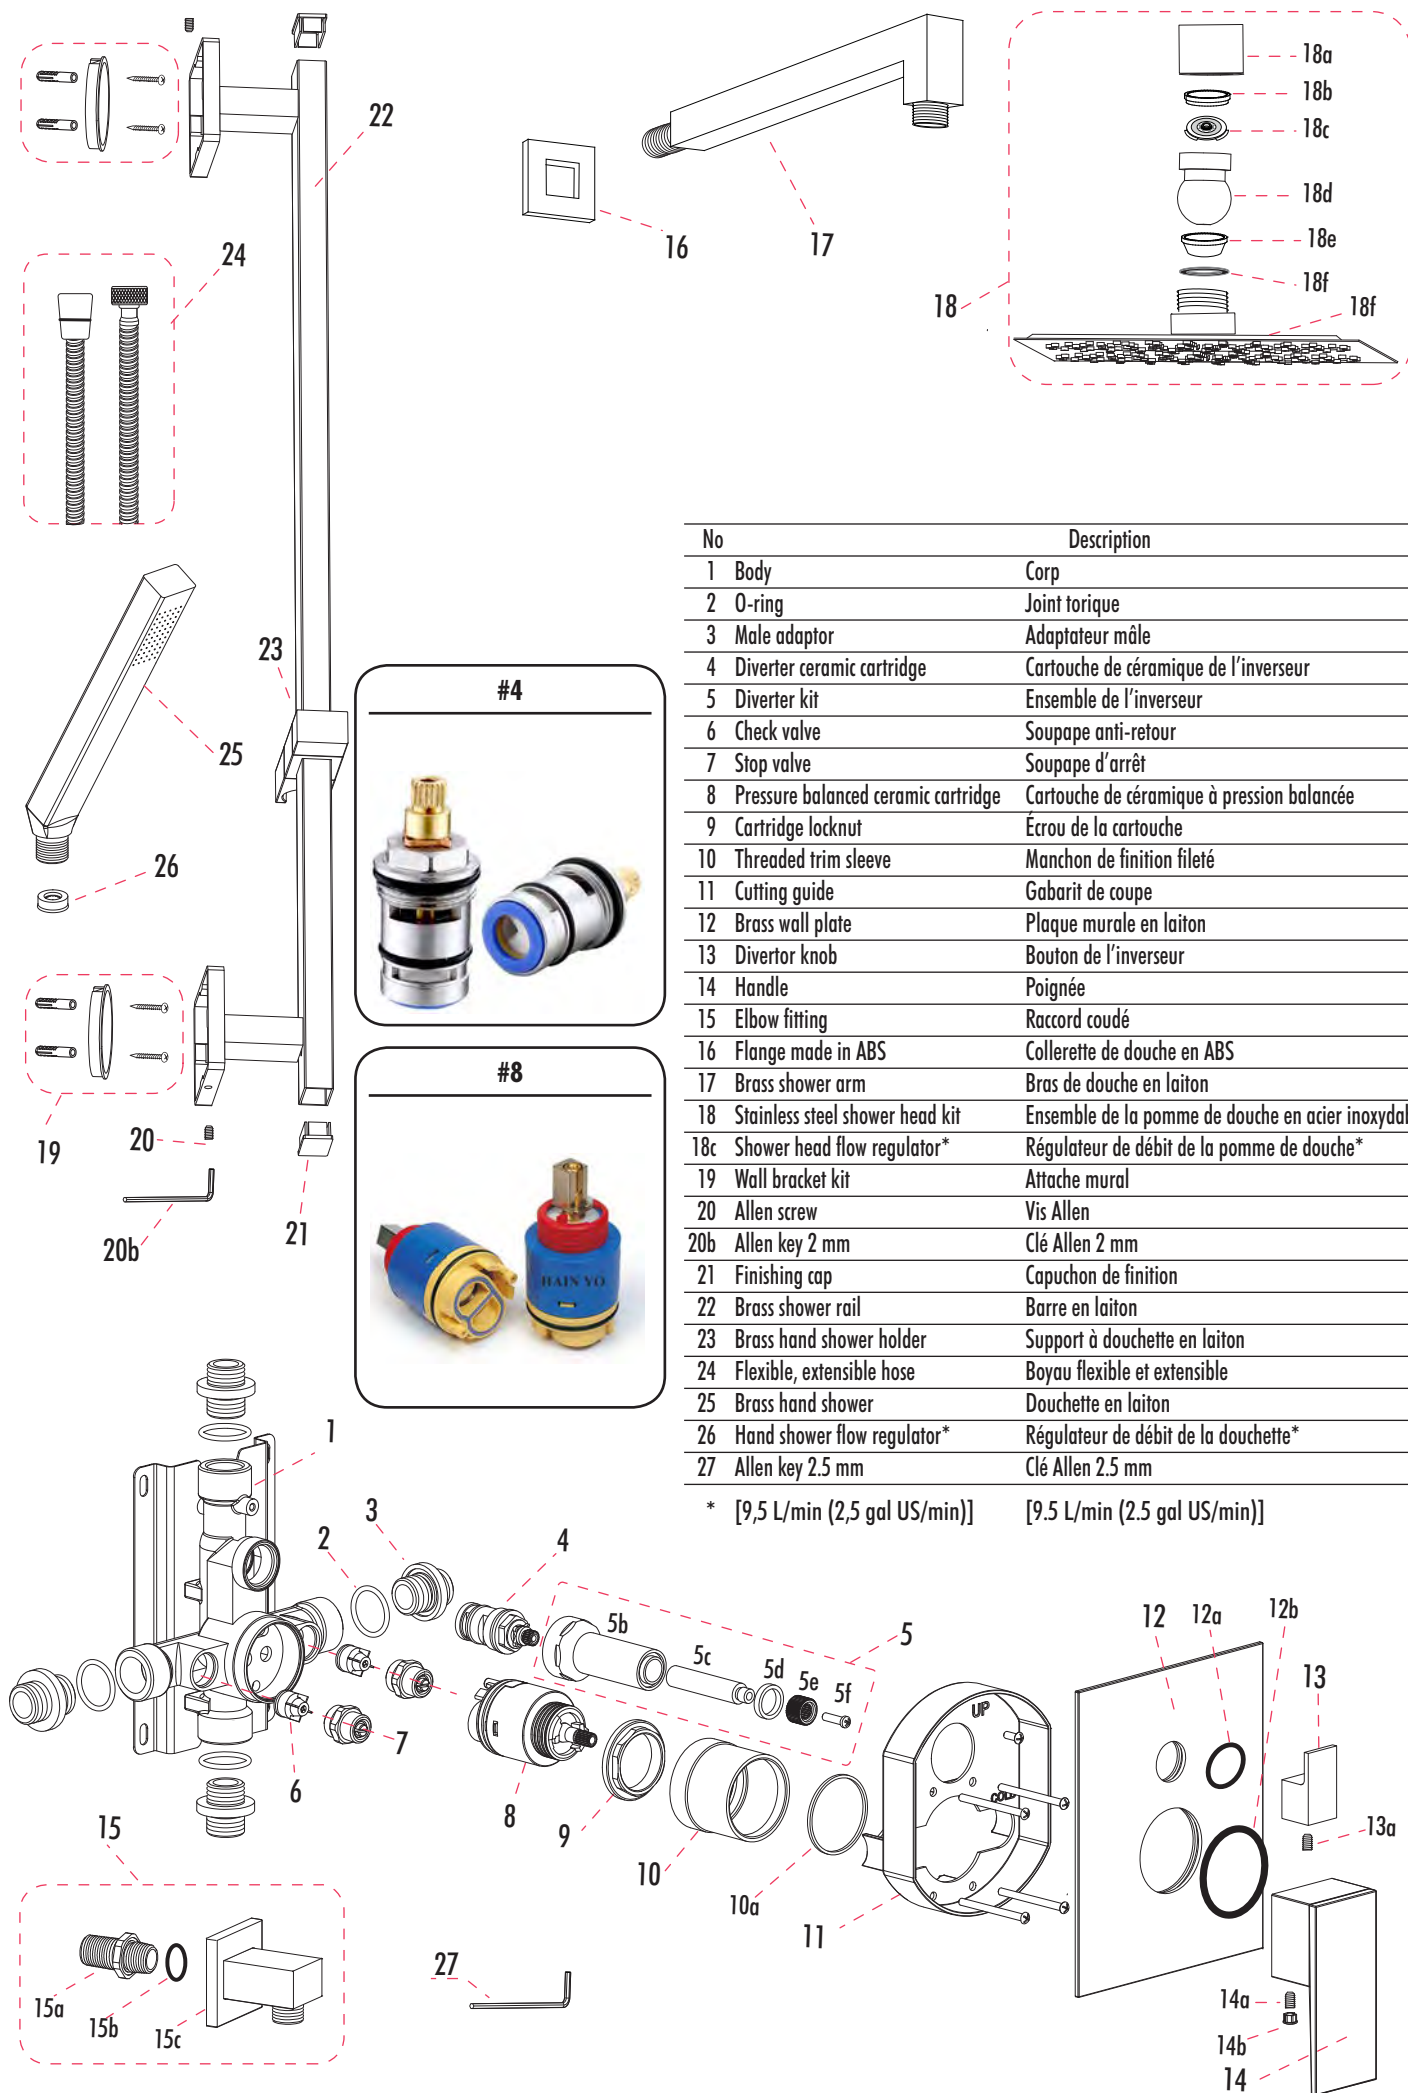 22
16
17
18a
18b
18c
18d
18e
18f
18f
18
24
23
25
26
19
20
20b
21
#4
#8
HAIN YO
No Description
1 Body Corp
2 O-ring Joint torique
3 Male adaptor Adaptateur mâle
4 Diverter ceramic cartridge Cartouche de céramique de l'inverseur
5 Diverter kit Ensemble de l'inverseur
6 Check valve Soupape anti-retour
7 Stop valve Soupape d'arrêt
8 Pressure balanced ceramic cartridge Cartouche de céramique à pression balancée
9 Cartridge locknut Écrou de la cartouche
10 Threaded trim sleeve Manchon de finition fileté
11 Cutting guide Gabarit de coupe
12 Brass wall plate Plaque murale en laiton
13 Divertor knob Bouton de l'inverseur
14 Handle Poignée
15 Elbow fitting Raccord coudé
16 Flange made in ABS Collerette de douche en ABS
17 Brass shower arm Bras de douche en laiton
18 Stainless steel shower head kit Ensemble de la pomme de douche en acier inoxydal
18c Shower head flow regulator* Régulateur de débit de la pomme de douche*
19 Wall bracket kit Attache mural
20 Allen screw Vis Allen
20b Allen key 2 mm Clé Allen 2 mm
21 Finishing cap Capuchon de finition
22 Brass shower rail Barre en laiton
23 Brass hand shower holder Support à douchette en laiton
24 Flexible, extensible hose Boyau flexible et extensible
25 Brass hand shower Douchette en laiton
26 Hand shower flow regulator* Régulateur de débit de la douchette*
27 Allen key 2.5 mm Clé Allen 2.5 mm
* [9,5 L/min (2,5 gal US/min)] [9.5 L/min (2.5 gal US/min)]
1
2
3
4
5b
5c
5d
5e
5f
5
6
7
8
9
10
10a
UP
COLD
11
12
12a
12b
13
13a
14a
14b
14
15
15a
15b
15c
27